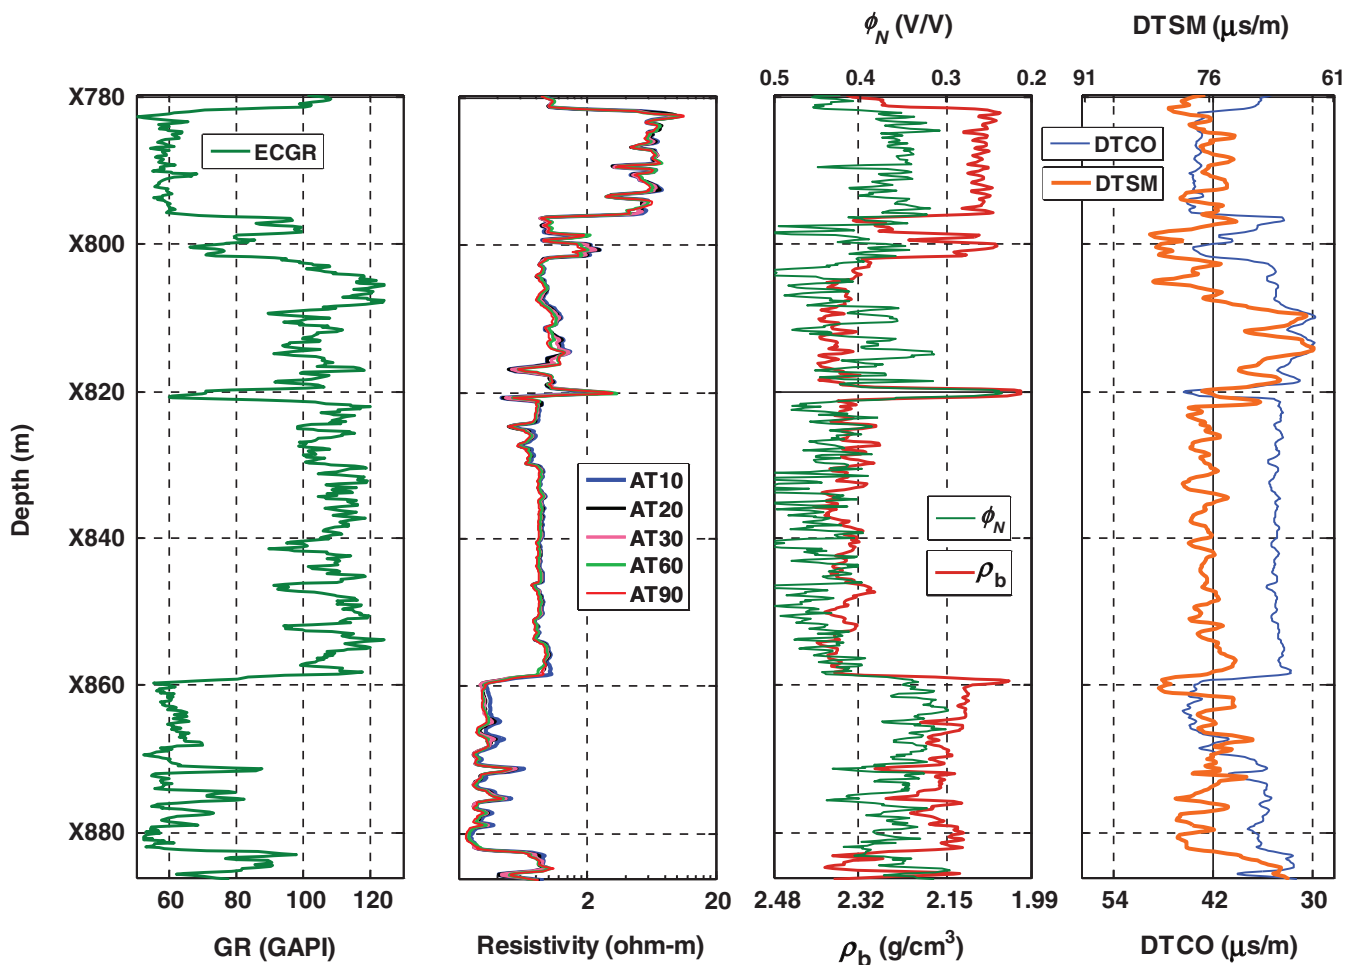 ϕN (V/V)
DTSM (μs/m)
0.5 0.4 0.3 0.2
91 76 61
X780
X800
X820
X840
X860
X880
Depth (m)
ECGR
AT10
AT20
AT30
AT60
AT90
ϕN
ρb
DTCO
DTSM
60 80 100 120
2 20
2.48 2.32 2.15 1.99
54 42 30
GR (GAPI)
Resistivity (ohm-m)
ρb (g/cm³)
DTCO (μs/m)